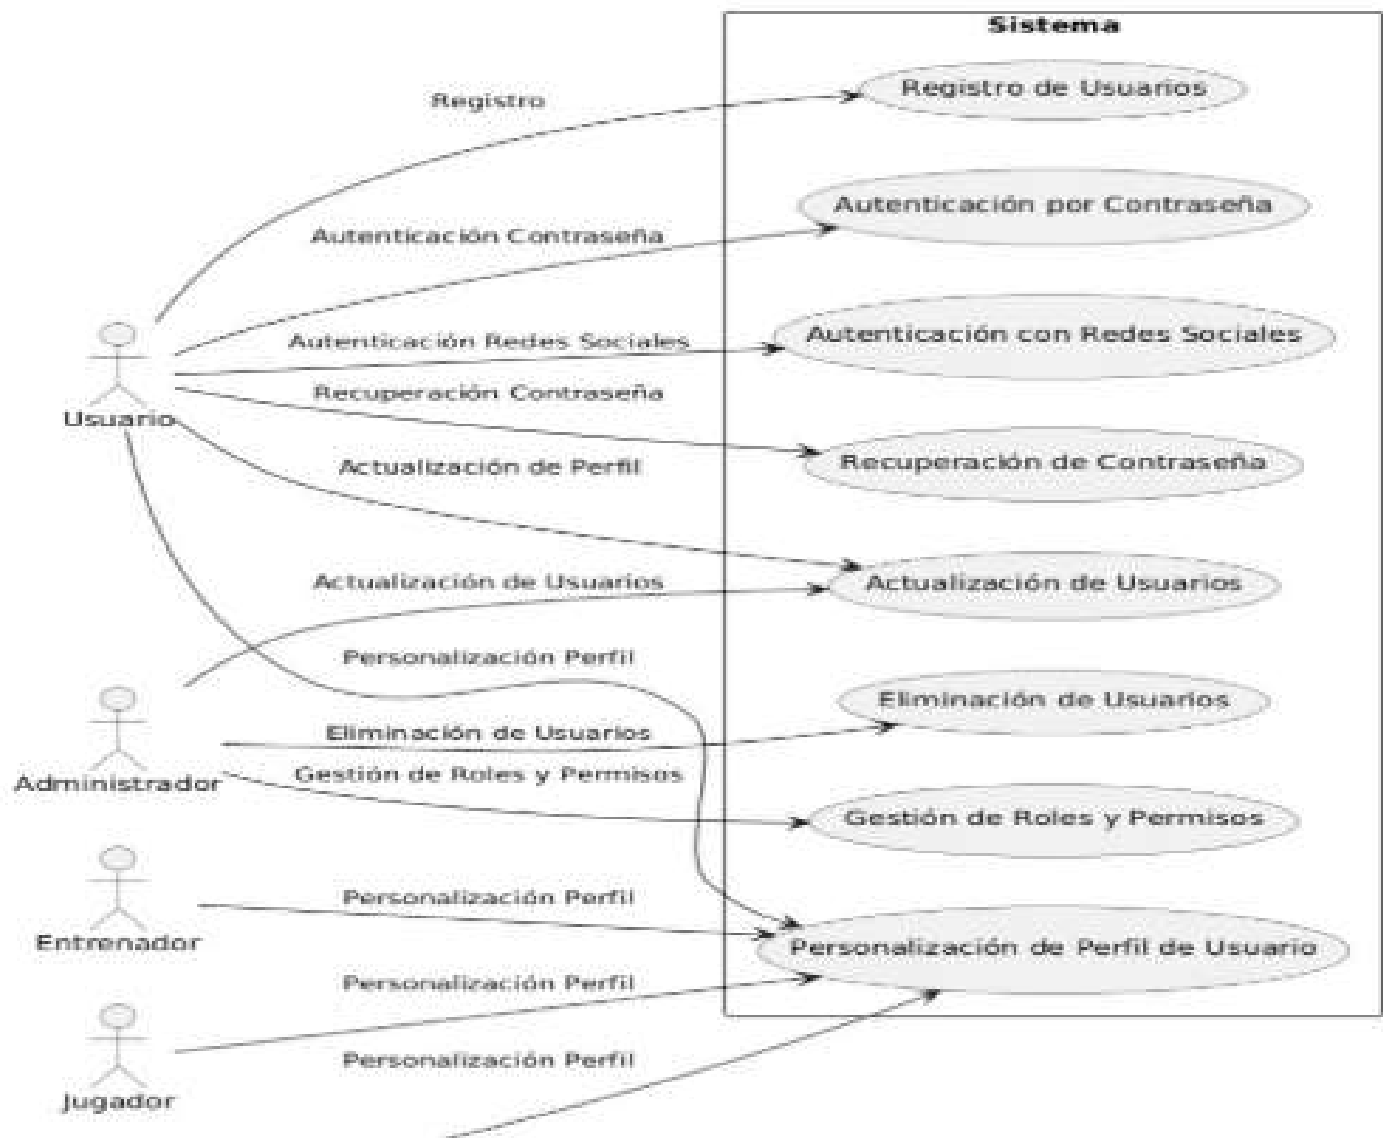 Sistema
Registro
Registro de Usuarios
Autenticación Contraseña
Autenticación por Contraseña
Autenticación Redes Sociales
Autenticación con Redes Sociales
Recuperación Contraseña
Usuario
Actualización de Perfil
Recuperación de Contraseña
Actualización de Usuarios
Actualización de Usuarios
Personalización Perfil
Eliminación de Usuarios
Eliminación de Usuarios
Gestión de Roles y Permisos
Administrador
Gestión de Roles y Permisos
Personalización Perfil
Entrenador
Personalización de Perfil de Usuario
Personalización Perfil
Personalización Perfil
Jugador